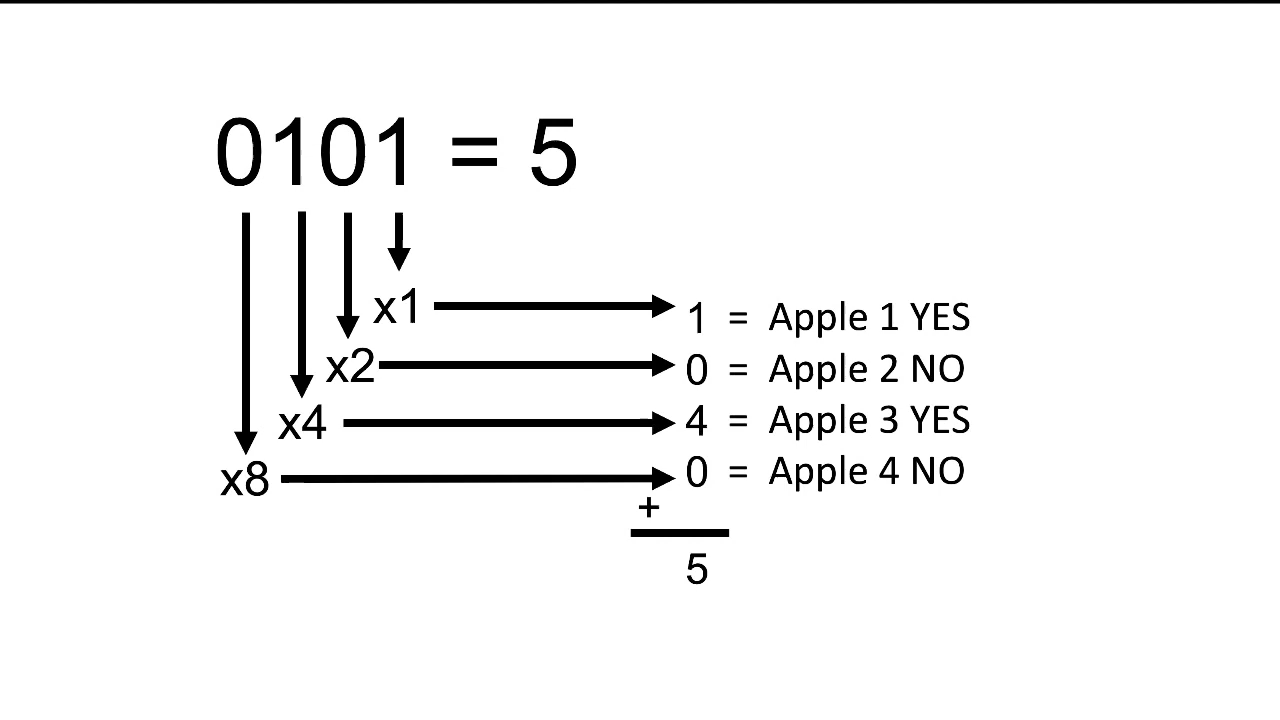 0101 = 5
x1 1 = Apple 1 YES
x2 0 = Apple 2 NO
x4 4 = Apple 3 YES
x8 0 = Apple 4 NO
+
5